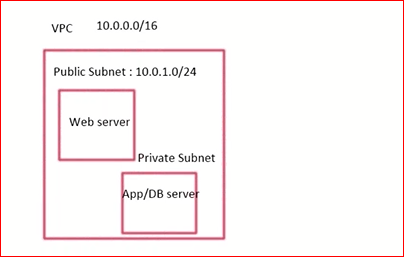 VPC 10.0.0.0/16
Public Subnet : 10.0.1.0/24
Web server
Private Subnet
App/DB server